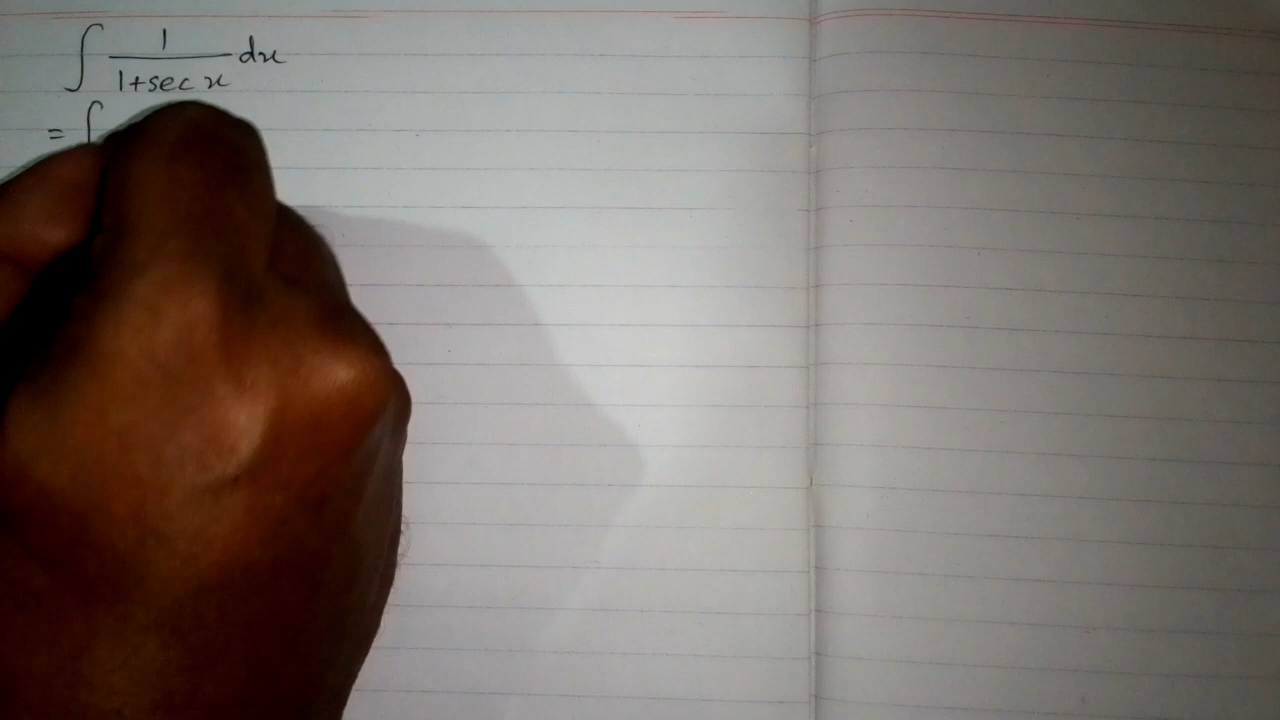 ∫ 1/(1+sec x) dx
= ∫